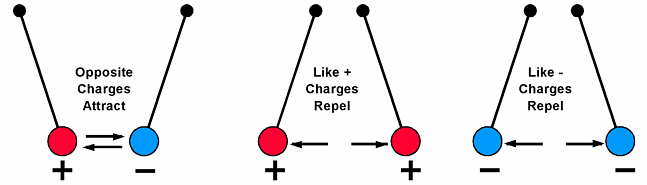 Opposite
Charges
Attract
+ −
Like +
Charges
Repel
+ +
Like -
Charges
Repel
− −